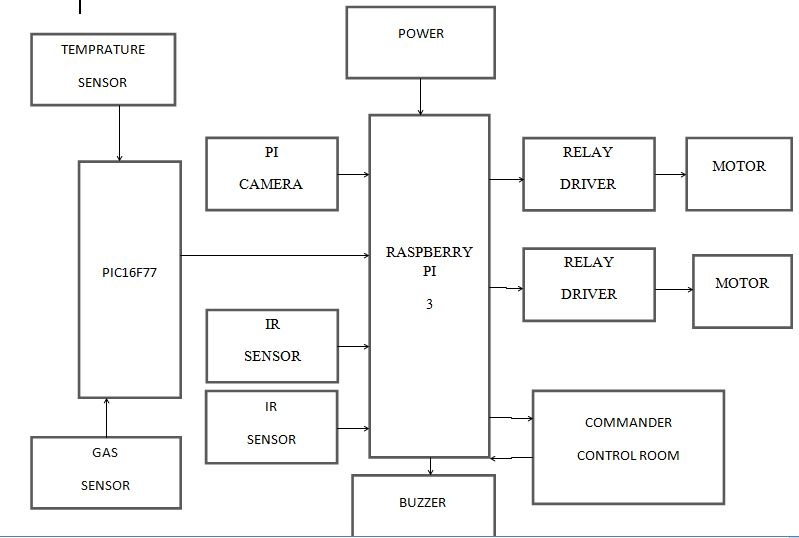 TEMPRATURE
SENSOR
POWER
PI
CAMERA
RELAY
DRIVER
MOTOR
PIC16F77
RASPBERRY
PI
3
RELAY
DRIVER
MOTOR
IR
SENSOR
IR
SENSOR
COMMANDER
CONTROL ROOM
GAS
SENSOR
BUZZER